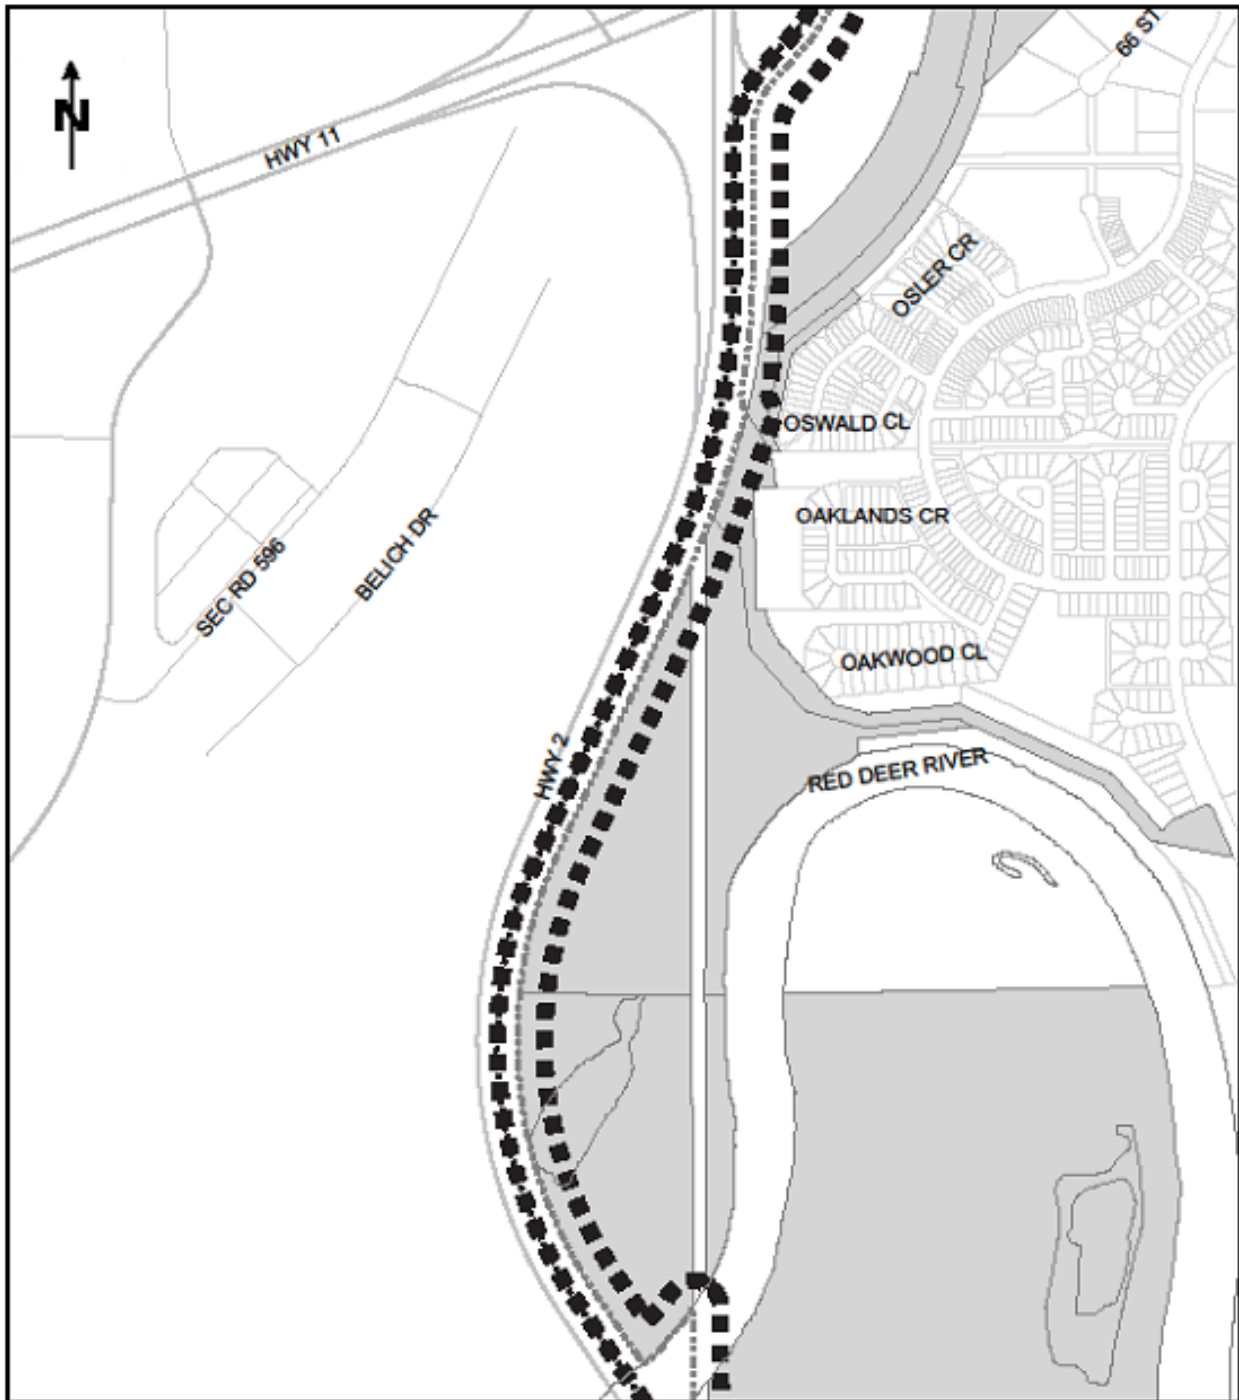 66 ST
N
HWY 11
OSLER CR
OSWALD CL
OAKLANDS CR
SEC RD 596
BELICH DR
OAKWOOD CL
HWY 2
RED DEER RIVER